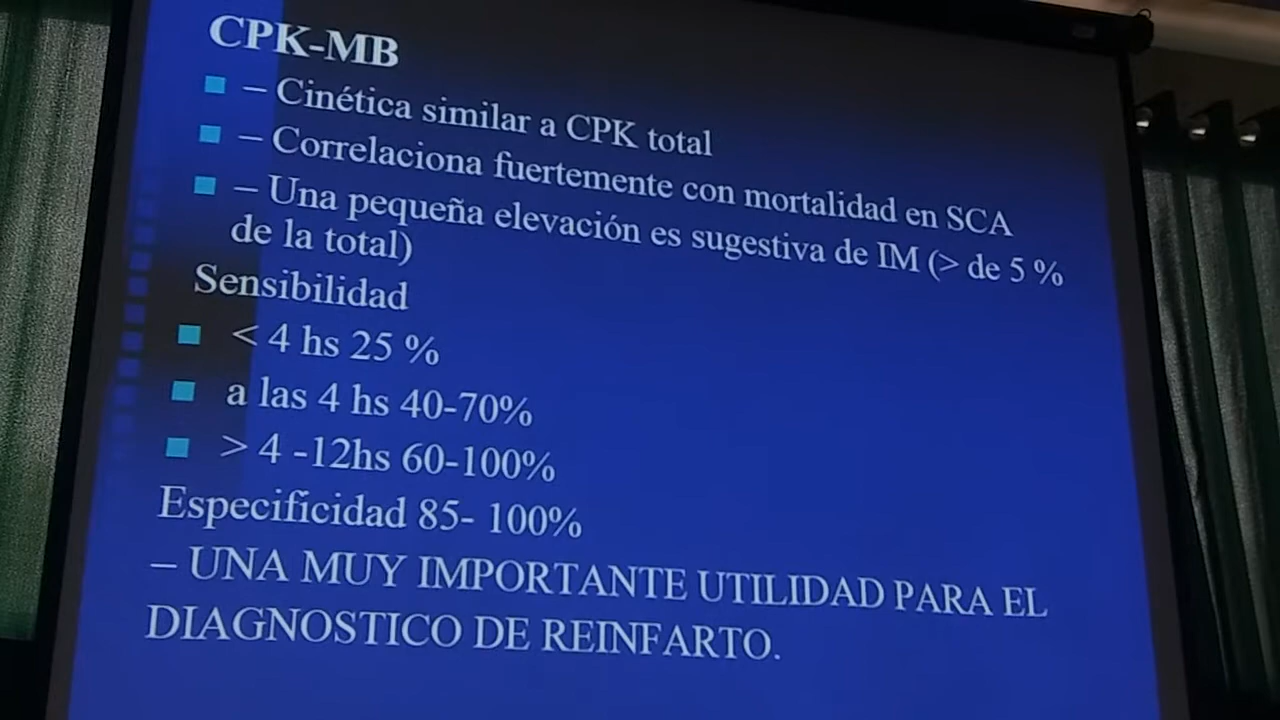 CPK-MB
– Cinética similar a CPK total
– Correlaciona fuertemente con mortalidad en SCA
– Una pequeña elevación es sugestiva de IM (> de 5 %
de la total)
Sensibilidad
< 4 hs 25 %
a las 4 hs 40-70%
> 4 -12hs 60-100%
Especificidad 85- 100%
– UNA MUY IMPORTANTE UTILIDAD PARA EL
DIAGNOSTICO DE REINFARTO.